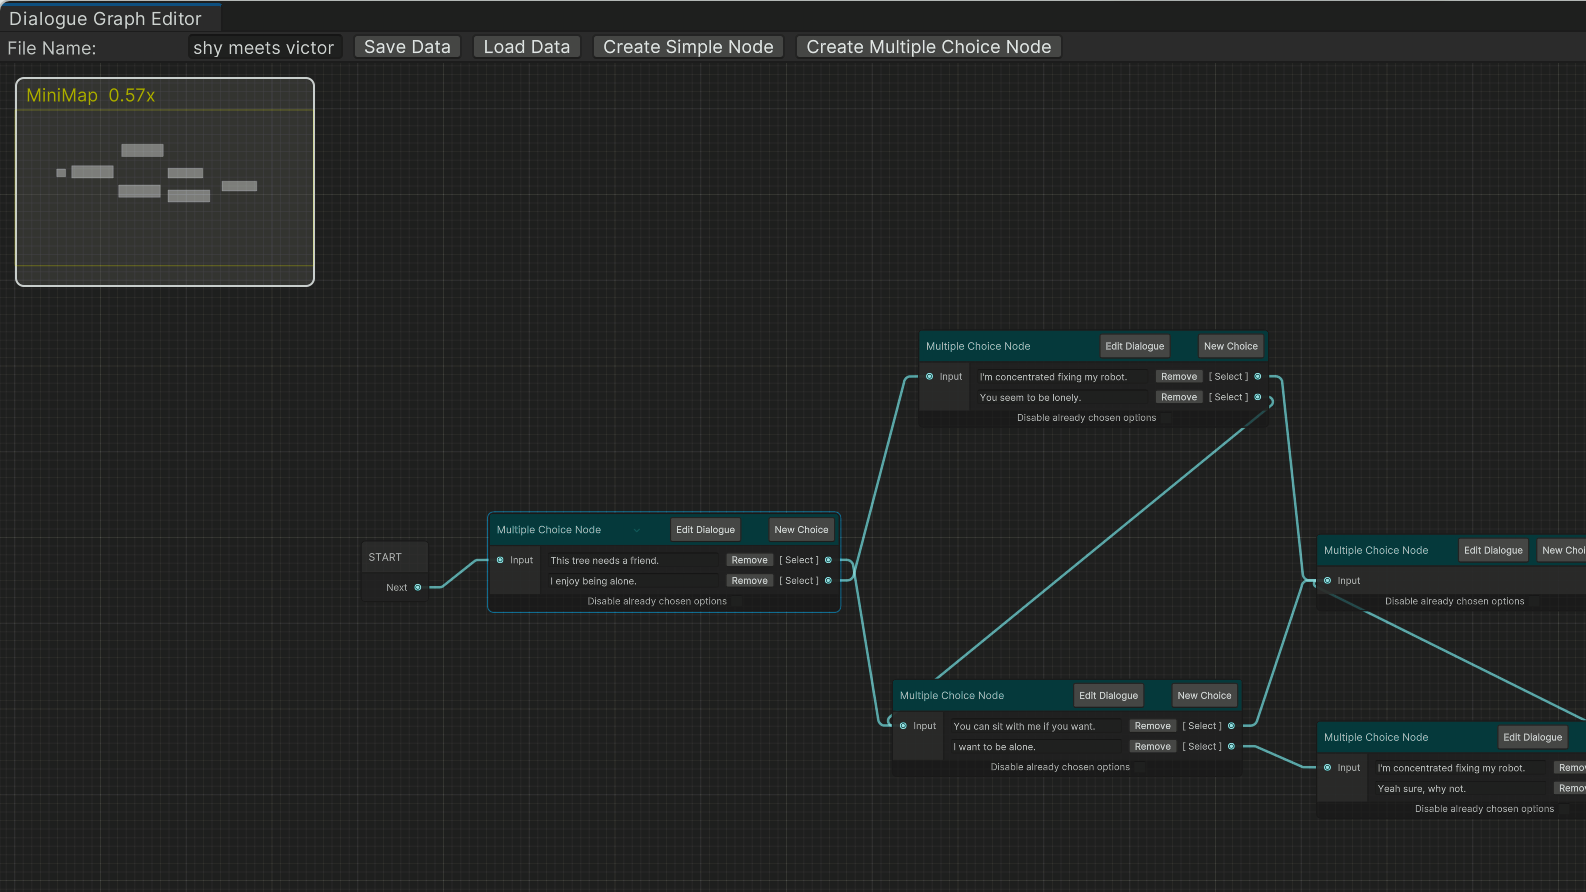 Dialogue Graph Editor
File Name: shy meets victor Save Data Load Data Create Simple Node Create Multiple Choice Node
MiniMap 0.57x
Multiple Choice Node Edit Dialogue New Choice
Input I'm concentrated fixing my robot. Remove [ Select ]
You seem to be lonely. Remove [ Select ]
Disable already chosen options
START
Next
Multiple Choice Node Edit Dialogue New Choice
Input This tree needs a friend. Remove [ Select ]
I enjoy being alone. Remove [ Select ]
Disable already chosen options
Multiple Choice Node Edit Dialogue New Choi
Input
Disable already chosen options
Multiple Choice Node Edit Dialogue New Choice
Input You can sit with me if you want. Remove [ Select ]
I want to be alone. Remove [ Select ]
Disable already chosen options
Multiple Choice Node Edit Dialogue
Input I'm concentrated fixing my robot. Remov
Yeah sure, why not. Remov
Disable already chosen options